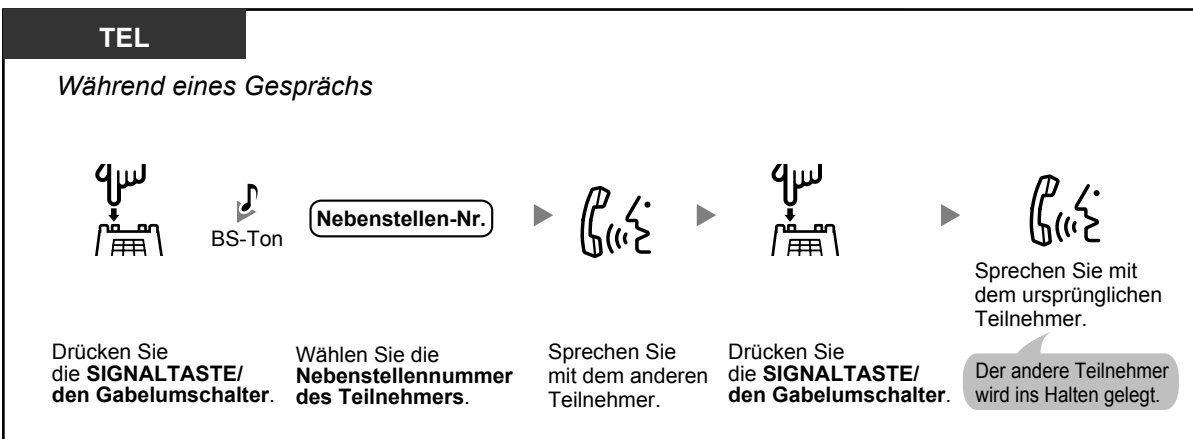 TEL
Während eines Gesprächs
BS-Ton
Nebenstellen-Nr.
Drücken Sie
die SIGNALTASTE/
den Gabelumschalter.
Wählen Sie die
Nebenstellennummer
des Teilnehmers.
Sprechen Sie
mit dem anderen
Teilnehmer.
Drücken Sie
die SIGNALTASTE/
den Gabelumschalter.
Sprechen Sie mit
dem ursprünglichen
Teilnehmer.
Der andere Teilnehmer
wird ins Halten gelegt.